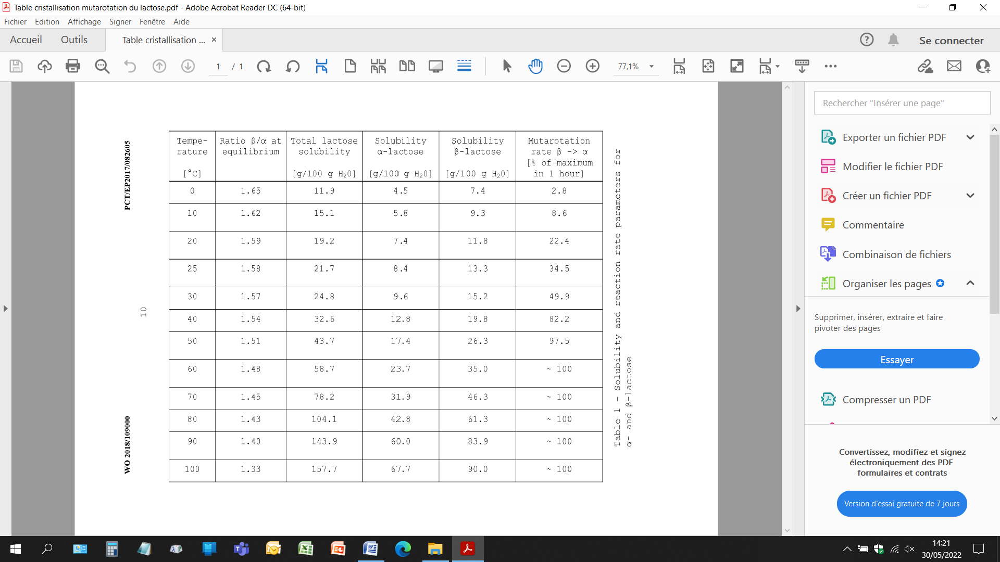 Table cristallisation mutarotation du lactose.pdf - Adobe Acrobat Reader DC (64-bit)
Fichier Edition Affichage Signer Fenêtre Aide
Accueil Outils Table cristallisation ... × ? Se connecter
1 / 1 77,1%
PCT/EP2017/082605
10
WO 2018/109000
Tempe- Ratio β/α at Total lactose Solubility Solubility Mutarotation
rature equilibrium solubility α-lactose β-lactose rate β -> α
[% of maximum
[°C] [g/100 g H₂0] [g/100 g H₂0] [g/100 g H₂0] in 1 hour]
0 1.65 11.9 4.5 7.4 2.8
10 1.62 15.1 5.8 9.3 8.6
20 1.59 19.2 7.4 11.8 22.4
25 1.58 21.7 8.4 13.3 34.5
30 1.57 24.8 9.6 15.2 49.9
40 1.54 32.6 12.8 19.8 82.2
50 1.51 43.7 17.4 26.3 97.5
60 1.48 58.7 23.7 35.0 ~ 100
70 1.45 78.2 31.9 46.3 ~ 100
80 1.43 104.1 42.8 61.3 ~ 100
90 1.40 143.9 60.0 83.9 ~ 100
100 1.33 157.7 67.7 90.0 ~ 100
Table 1 – Solubility and reaction rate parameters for
α- and β-lactose
Rechercher "Insérer une page"
Exporter un fichier PDF
Modifier le fichier PDF
Créer un fichier PDF
Commentaire
Combinaison de fichiers
Organiser les pages
Supprimer, insérer, extraire et faire
pivoter des pages
Essayer
Compresser un PDF
Convertissez, modifiez et signez
électroniquement des PDF
formulaires et contrats
Version d'essai gratuite de 7 jours
14:21
30/05/2022